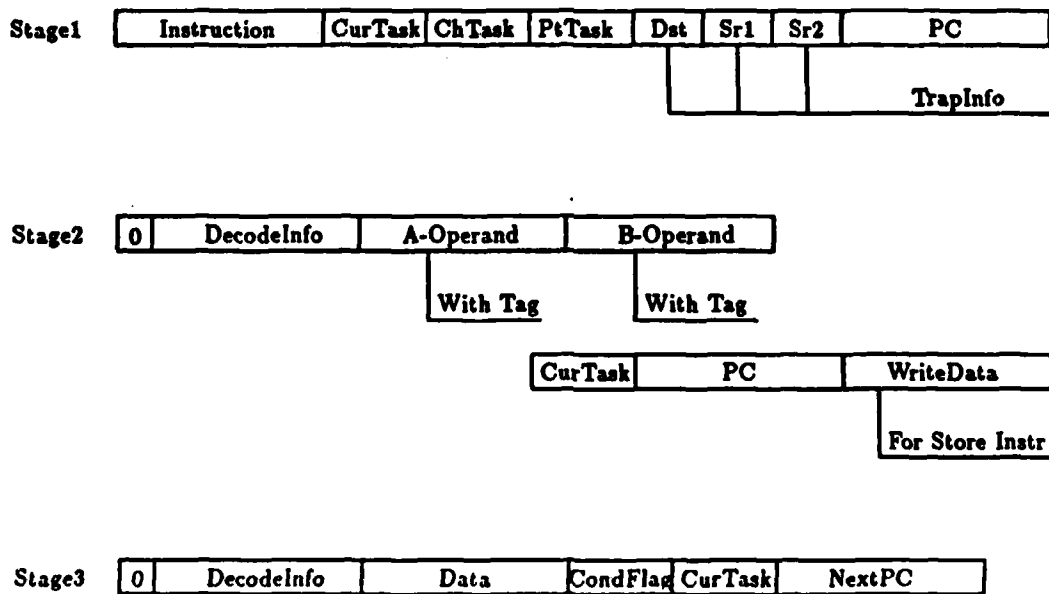 Stage1 Instruction CurTask ChTask PtTask Dst Sr1 Sr2 PC
TrapInfo
Stage2 0 DecodeInfo A-Operand B-Operand
With Tag With Tag
CurTask PC WriteData
For Store Instr
Stage3 0 DecodeInfo Data CondFlag CurTask NextPC